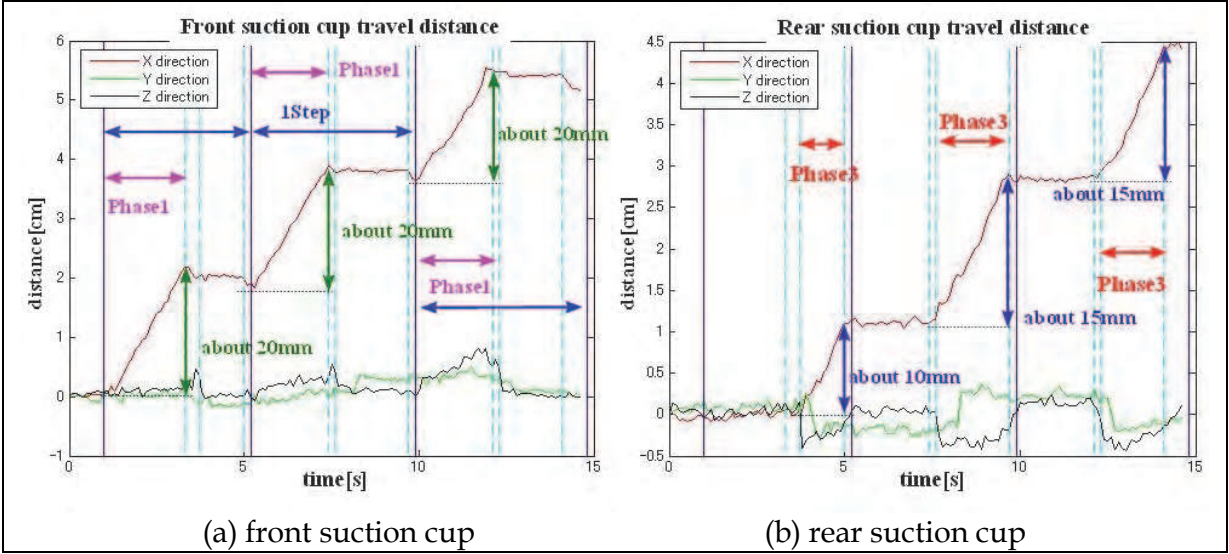 Front suction cup travel distance
6
5
4
3
2
1
0
-1
distance[cm]
X direction
Y direction
Z direction
Phase1
1Step
about 20mm
Phase1
about 20mm
Phase1
about 20mm
0
5
10
15
time[s]
(a) front suction cup
Rear suction cup travel distance
4.5
4
3.5
3
2.5
2
1.5
1
0.5
0
-0.5
distance[cm]
X direction
Y direction
Z direction
Phase3
Phase3
about 15mm
Phase3
about 15mm
about 10mm
0
5
10
15
time[s]
(b) rear suction cup